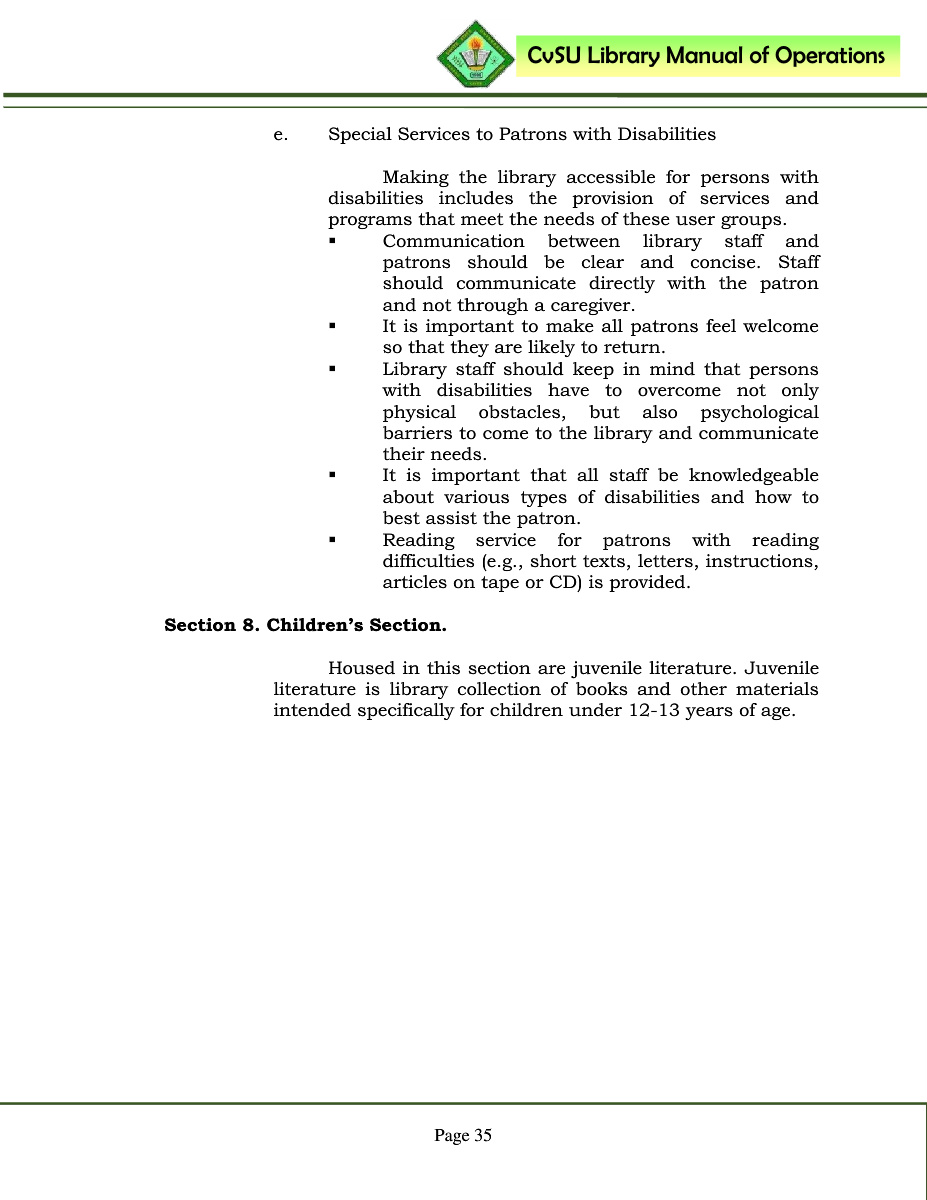 CvSU Library Manual of Operations
e. Special Services to Patrons with Disabilities
Making the library accessible for persons with
disabilities includes the provision of services and
programs that meet the needs of these user groups.
▪ Communication between library staff and
patrons should be clear and concise. Staff
should communicate directly with the patron
and not through a caregiver.
▪ It is important to make all patrons feel welcome
so that they are likely to return.
▪ Library staff should keep in mind that persons
with disabilities have to overcome not only
physical obstacles, but also psychological
barriers to come to the library and communicate
their needs.
▪ It is important that all staff be knowledgeable
about various types of disabilities and how to
best assist the patron.
▪ Reading service for patrons with reading
difficulties (e.g., short texts, letters, instructions,
articles on tape or CD) is provided.
Section 8. Children’s Section.
Housed in this section are juvenile literature. Juvenile
literature is library collection of books and other materials
intended specifically for children under 12-13 years of age.
Page 35